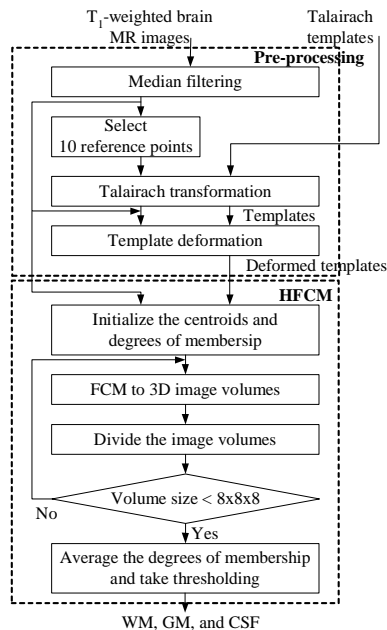 T1-weighted brain
MR images
Talairach
templates
Pre-processing
Median filtering
Select
10 reference points
Talairach transformation
Templates
Template deformation
Deformed templates
HFCM
Initialize the centroids and
degrees of membersip
FCM to 3D image volumes
Divide the image volumes
Volume size < 8x8x8
No
Yes
Average the degrees of membership
and take thresholding
WM, GM, and CSF